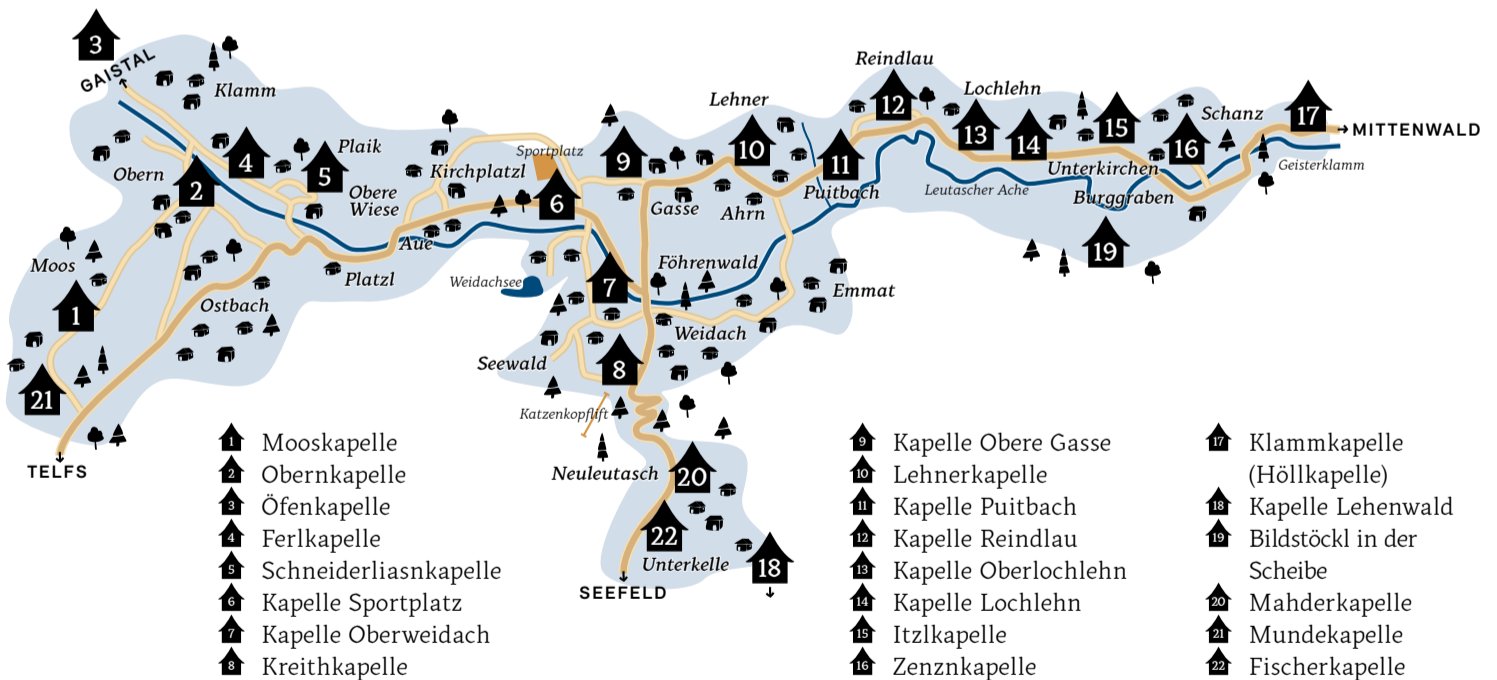 3
GAISTAL
Klamm
Obern
2
4
5
Plaik
Obere
Wiese
Kirchplatzl
Sportplatz
6
9
Lehner
10
Gasse
Ahrn
11
Puitbach
Reindlau
12
Lochlehn
13
14
15
Unterkirchen
Burggraben
16
Schanz
17
MITTENWALD
Geisterklamm
Leutascher Ache
19
Moos
1
21
TELFS
Ostbach
Platzl
Aue
Weidachsee
7
Föhrenwald
Emmat
Weidach
Seewald
8
Katzenkopflift
Neuleutasch
20
22
Unterkelle
18
SEEFELD
1 Mooskapelle
2 Obernkapelle
3 Öfenkapelle
4 Ferlkapelle
5 Schneiderliasnkapelle
6 Kapelle Sportplatz
7 Kapelle Oberweidach
8 Kreithkapelle
9 Kapelle Obere Gasse
10 Lehnerkapelle
11 Kapelle Puitbach
12 Kapelle Reindlau
13 Kapelle Oberlochlehn
14 Kapelle Lochlehn
15 Itzlkapelle
16 Zenznkapelle
17 Klammkapelle
(Höllkapelle)
18 Kapelle Lehenwald
19 Bildstöckl in der
Scheibe
20 Mahderkapelle
21 Mundekapelle
22 Fischerkapelle